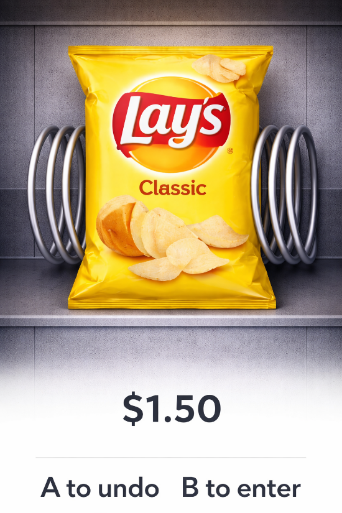 Lay's
Classic
$1.50
A to undo B to enter